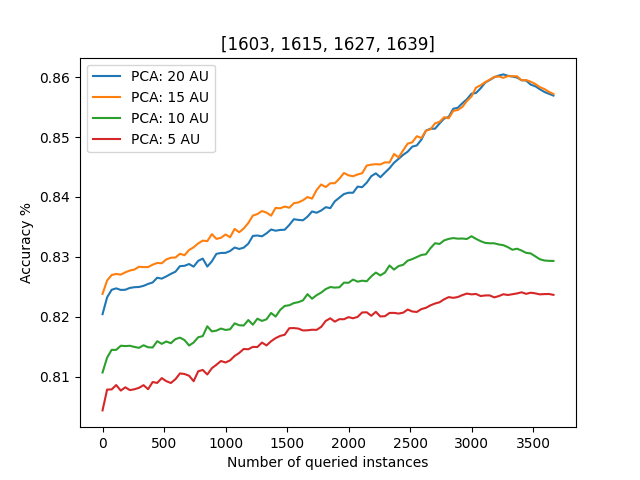 [1603, 1615, 1627, 1639]
PCA: 20 AU
PCA: 15 AU
PCA: 10 AU
PCA: 5 AU
Accuracy %
0.86
0.85
0.84
0.83
0.82
0.81
0 500 1000 1500 2000 2500 3000 3500
Number of queried instances